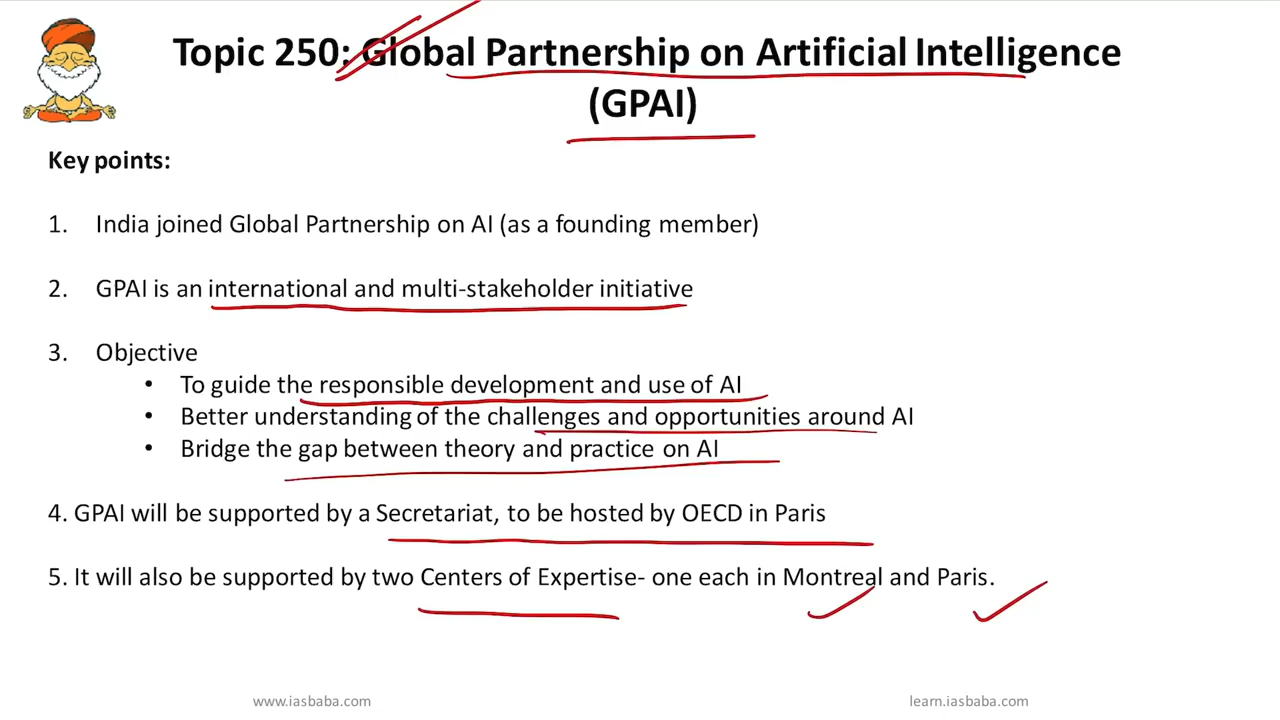 Topic 250: Global Partnership on Artificial Intelligence
(GPAI)
Key points:
1. India joined Global Partnership on AI (as a founding member)
2. GPAI is an international and multi-stakeholder initiative
3. Objective
• To guide the responsible development and use of AI
• Better understanding of the challenges and opportunities around AI
• Bridge the gap between theory and practice on AI
4. GPAI will be supported by a Secretariat, to be hosted by OECD in Paris
5. It will also be supported by two Centers of Expertise- one each in Montreal and Paris.
www.iasbaba.com learn.iasbaba.com